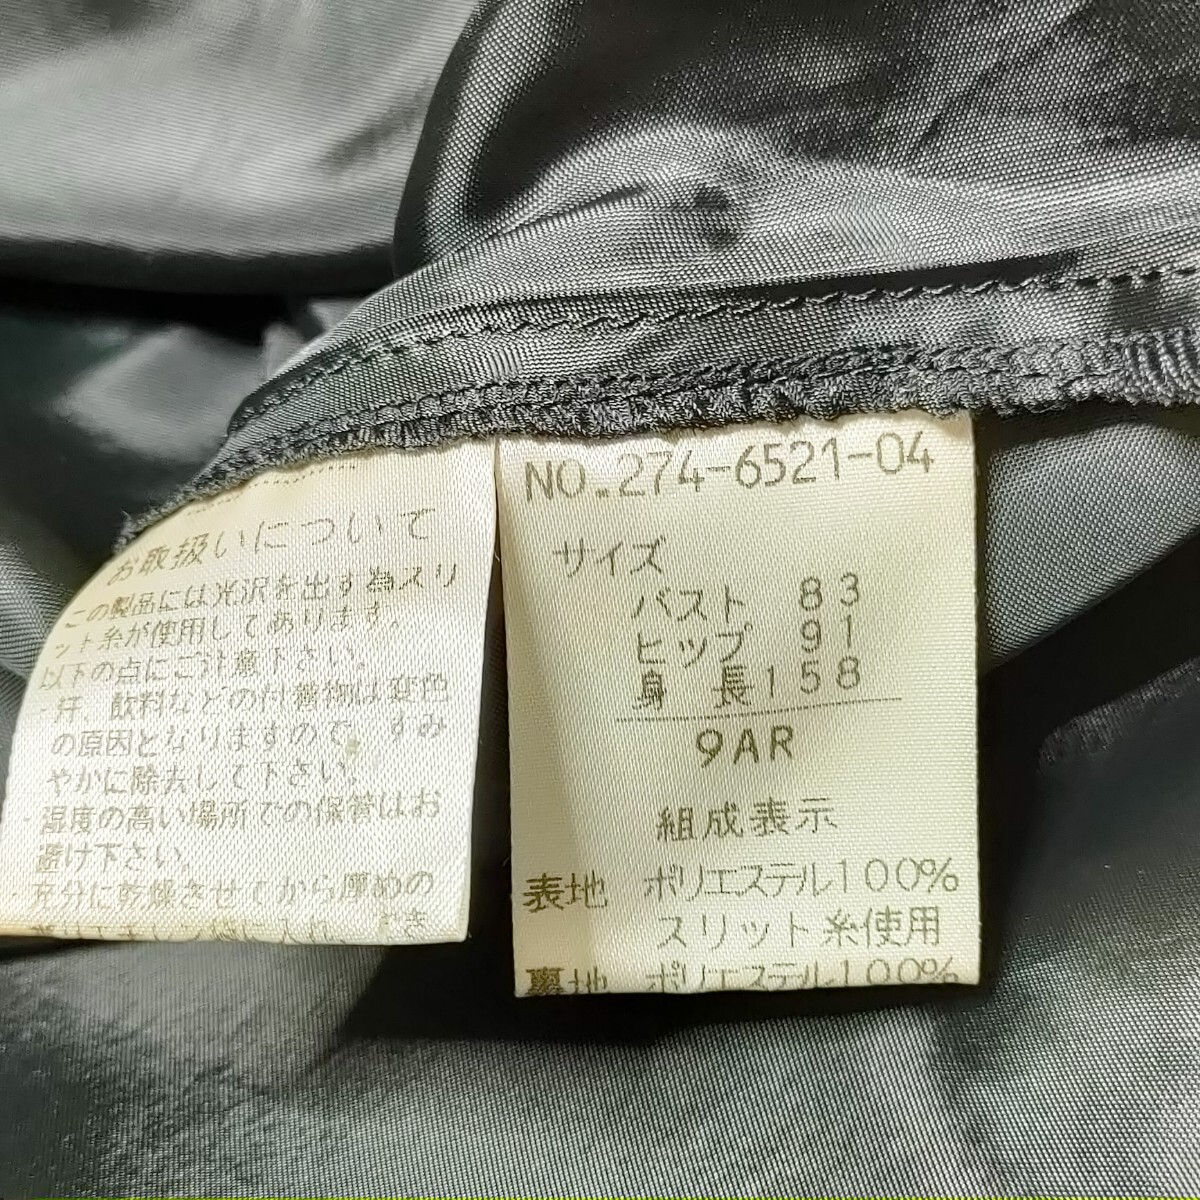 お取扱いについて
この製品には光沢を出す為スリ
ット糸が使用してあります。
以下の点にご注意下さい。
・汗、飲料などの付着物は変色
の原因となりますので、すみ
やかに除去して下さい。
・湿度の高い場所での保管はお
避け下さい。
・充分に乾燥させてから厚めの
NO.274-6521-04
サイズ
バスト 83
ヒップ 91
身 長158
9AR
組成表示
表地 ポリエステル100%
スリット糸使用
裏地 ポリエステル100%